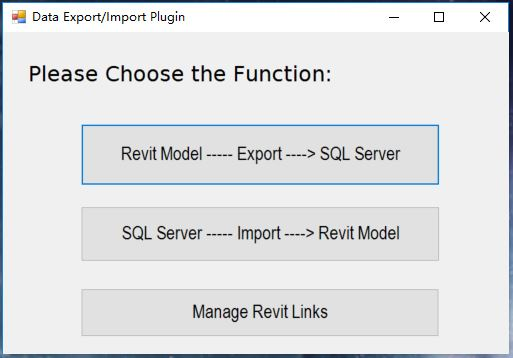 Data Export/Import Plugin
Please Choose the Function:
Revit Model ----- Export ----> SQL Server
SQL Server ----- Import ----> Revit Model
Manage Revit Links